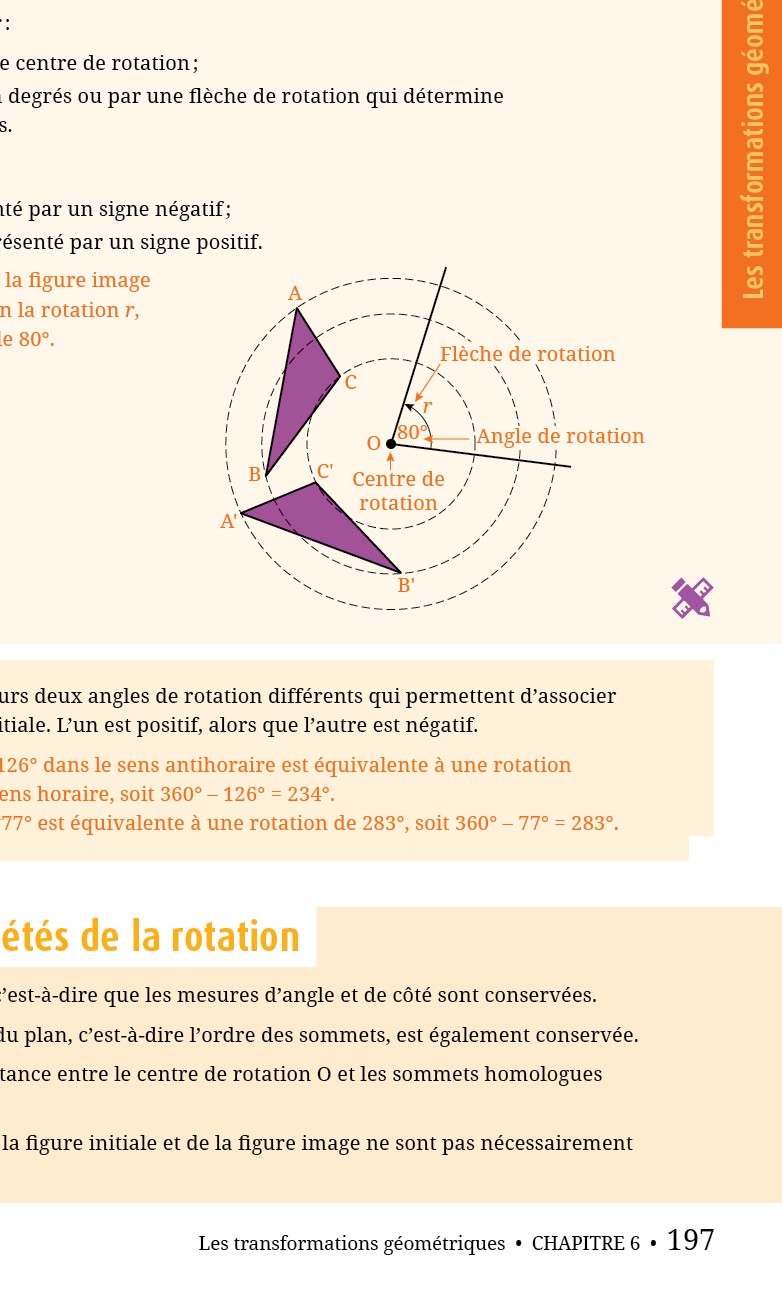 :
e centre de rotation ;
degrés ou par une flèche de rotation qui détermine
s.
nté par un signe négatif ;
résenté par un signe positif.
la figure image
n la rotation r,
de 80°.
A
C
B
C'
A'
B'
Flèche de rotation
r
80°
O
Angle de rotation
Centre de
rotation
Les transformations géomé
urs deux angles de rotation différents qui permettent d’associer
itiale. L’un est positif, alors que l’autre est négatif.
126° dans le sens antihoraire est équivalente à une rotation
ens horaire, soit 360° – 126° = 234°.
77° est équivalente à une rotation de 283°, soit 360° – 77° = 283°.
étés de la rotation
c’est-à-dire que les mesures d’angle et de côté sont conservées.
du plan, c’est-à-dire l’ordre des sommets, est également conservée.
tance entre le centre de rotation O et les sommets homologues
la figure initiale et de la figure image ne sont pas nécessairement
Les transformations géométriques • CHAPITRE 6 • 197